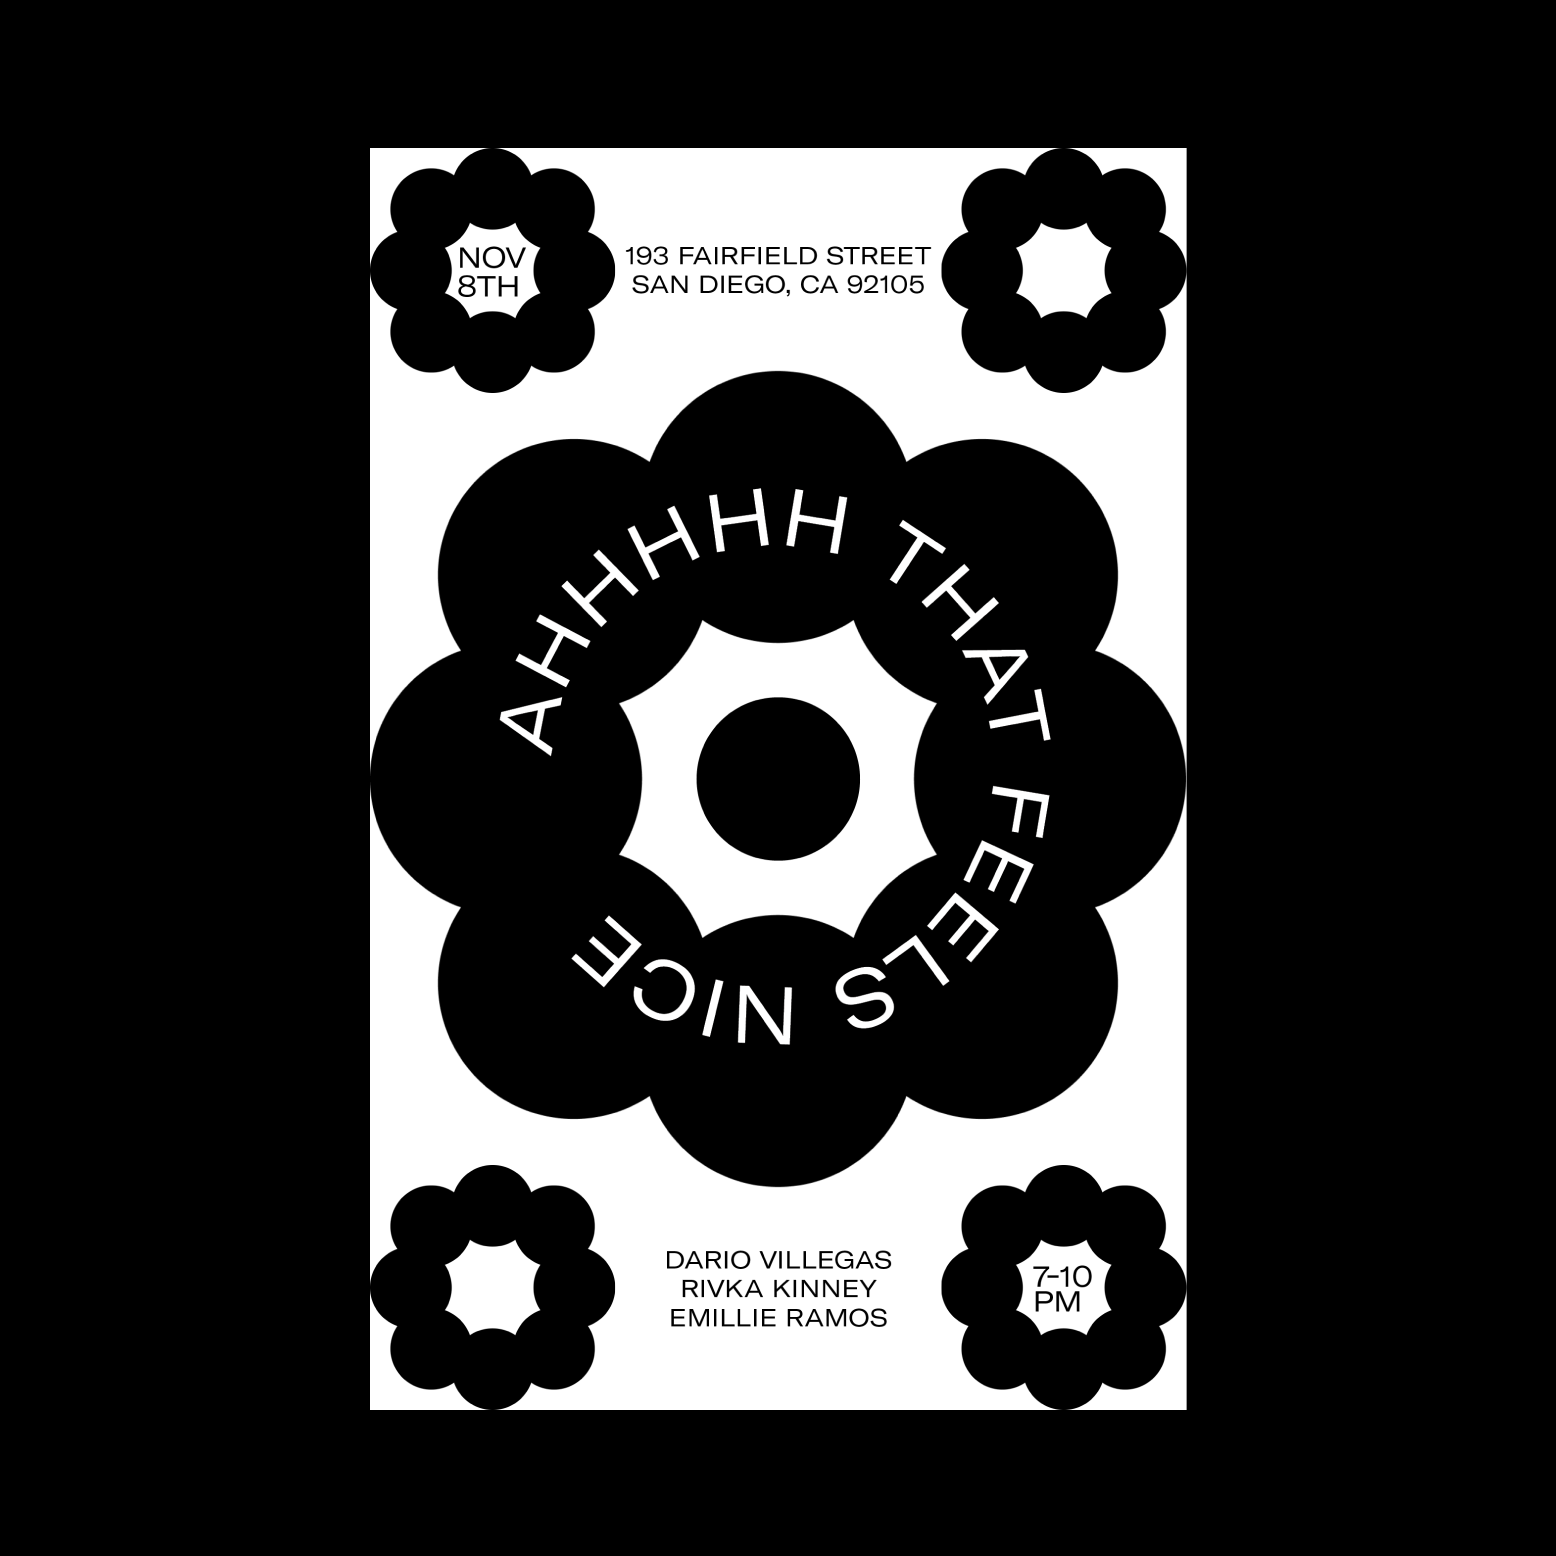 NOV
8TH
193 FAIRFIELD STREET
SAN DIEGO, CA 92105
AHHHHH THAT FEELS NICE
DARIO VILLEGAS
RIVKA KINNEY
EMILLIE RAMOS
7-10
PM